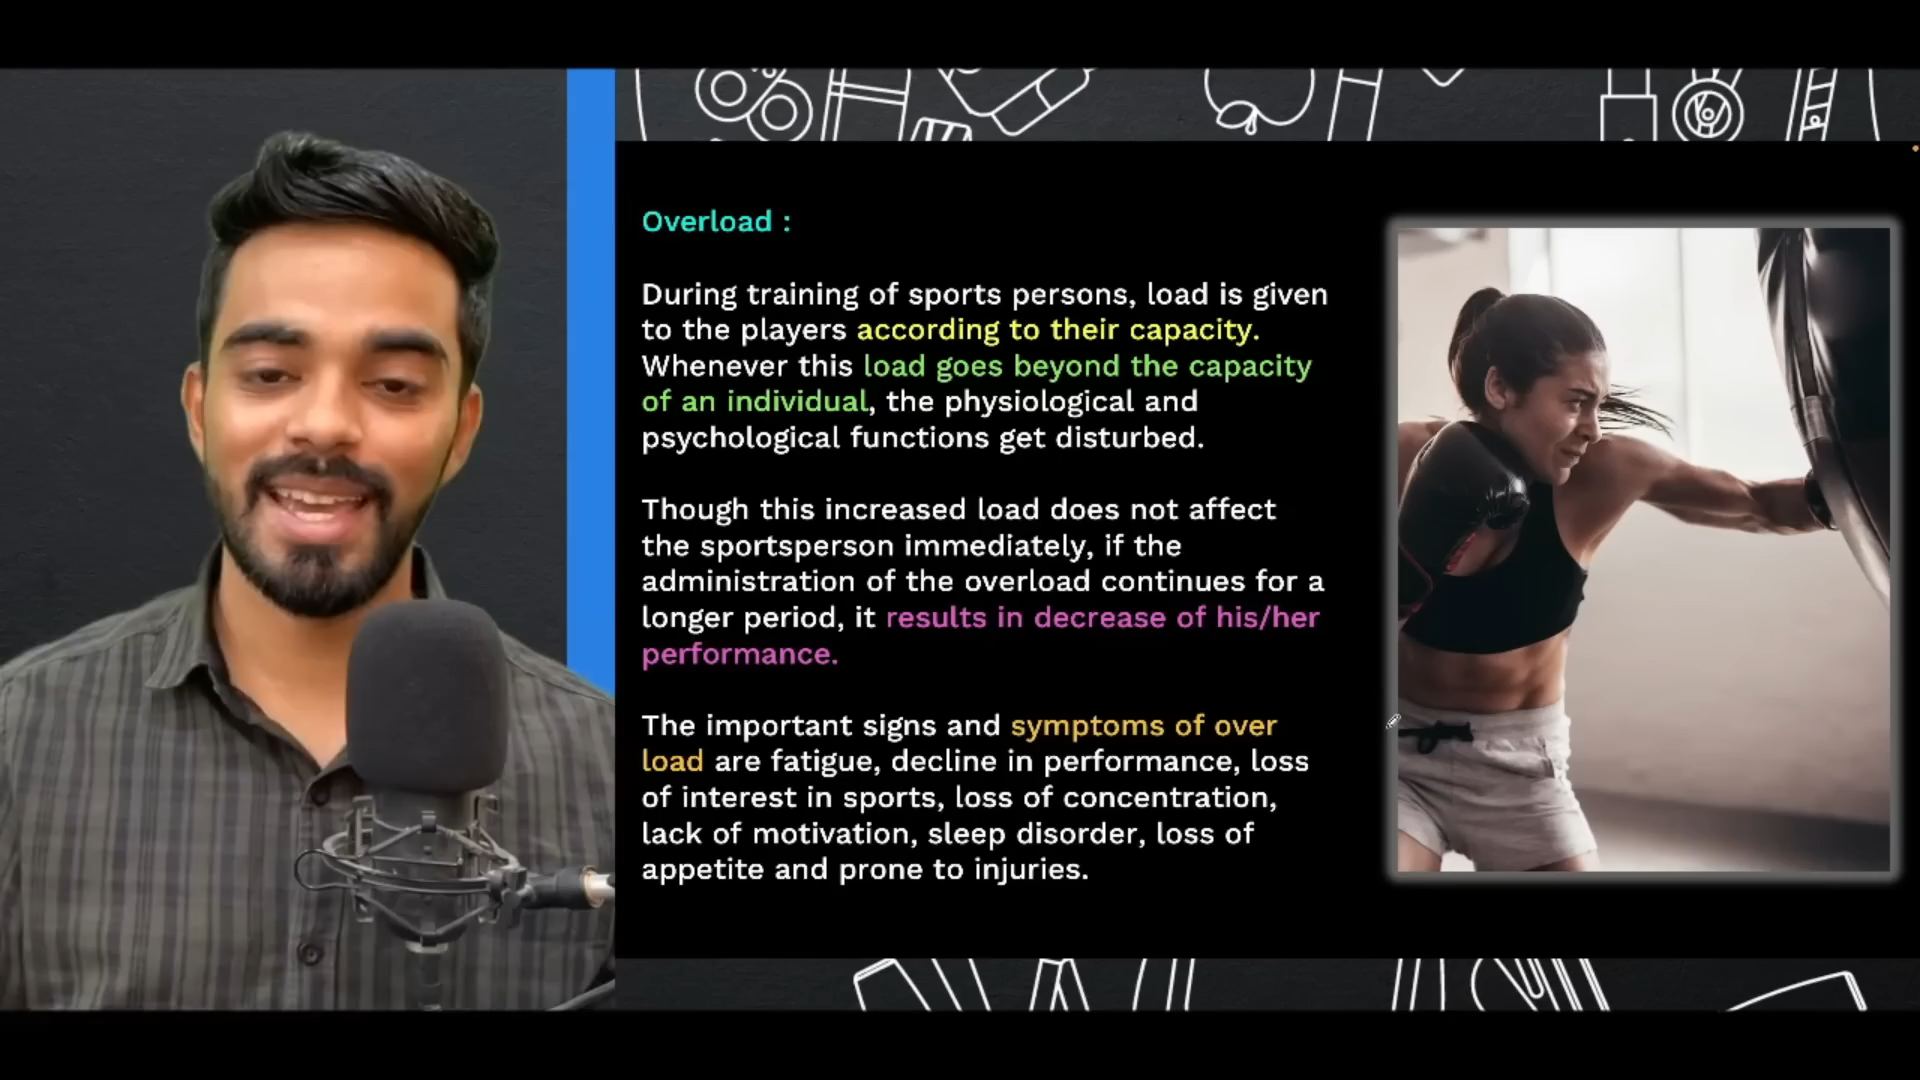 Overload :
During training of sports persons, load is given
to the players according to their capacity.
Whenever this load goes beyond the capacity
of an individual, the physiological and
psychological functions get disturbed.
Though this increased load does not affect
the sportsperson immediately, if the
administration of the overload continues for a
longer period, it results in decrease of his/her
performance.
The important signs and symptoms of over
load are fatigue, decline in performance, loss
of interest in sports, loss of concentration,
lack of motivation, sleep disorder, loss of
appetite and prone to injuries.